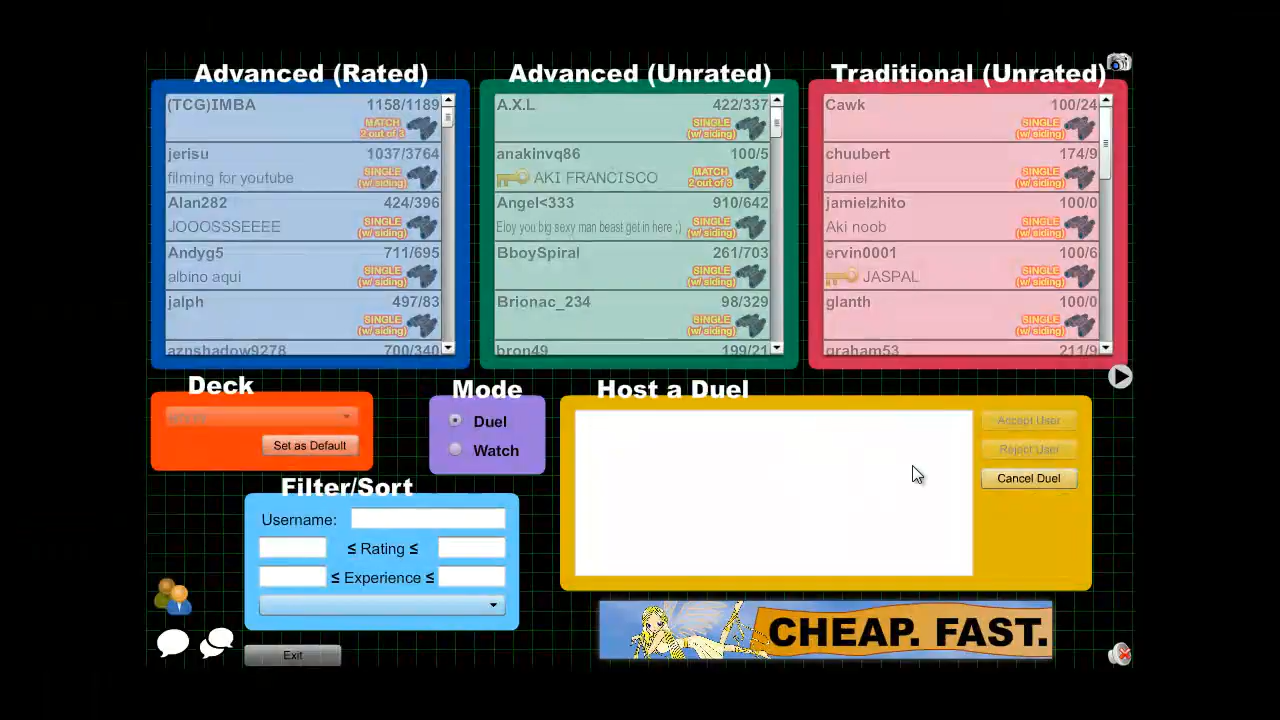 Advanced (Rated)
(TCG)IMBA 1158/1189
MATCH
2 out of 3
jerisu 1037/3764
filming for youtube SINGLE
(w/ siding)
Alan282 424/396
JOOOSSSEEEE SINGLE
(w/ siding)
Andyg5 711/695
albino aqui SINGLE
(w/ siding)
jalph 497/83
SINGLE
(w/ siding)
aznshadow9278 700/340
Advanced (Unrated)
A.X.L 422/337
SINGLE
(w/ siding)
anakinvq86 100/5
AKI FRANCISCO MATCH
2 out of 3
Angel<333 910/642
Eloy you big sexy man beast get in here ;) SINGLE
(w/ siding)
BboySpiral 261/703
SINGLE
(w/ siding)
Brionac_234 98/329
SINGLE
(w/ siding)
bron49 199/21
Traditional (Unrated)
Cawk 100/24
SINGLE
(w/ siding)
chuubert 174/9
daniel SINGLE
(w/ siding)
jamielzhito 100/0
Aki noob SINGLE
(w/ siding)
ervin0001 100/6
JASPAL SINGLE
(w/ siding)
glanth 100/0
SINGLE
(w/ siding)
graham53 211/9
Deck
Set as Default
Mode
Duel
Watch
Host a Duel
Accept User
Reject User
Cancel Duel
Filter/Sort
Username:
≤ Rating ≤
≤ Experience ≤
Exit
CHEAP. FAST.